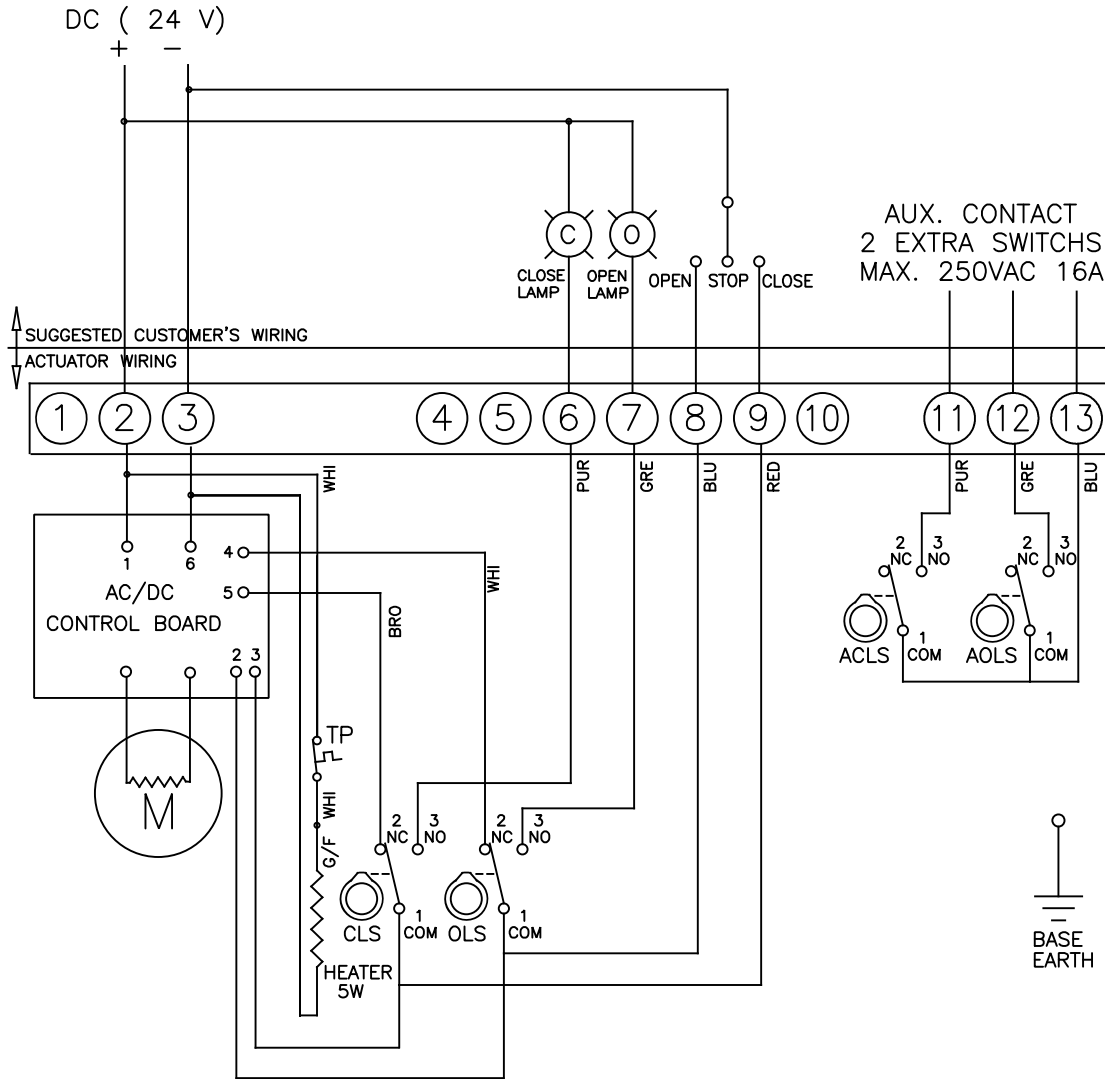 DC ( 24 V)
+ −
AUX. CONTACT
2 EXTRA SWITCHS
MAX. 250VAC 16A
C O
CLOSE
LAMP
OPEN
LAMP
OPEN STOP CLOSE
SUGGESTED CUSTOMER'S WIRING
ACTUATOR WIRING
1 2 3 4 5 6 7 8 9 10 11 12 13
WHI PUR GRE BLU RED PUR GRE BLU
1 6 4
5
AC/DC
CONTROL BOARD
2 3
WHI
BRO
2
NC
3
NO
2
NC
3
NO
ACLS
1
COM
AOLS
1
COM
TP
M
WHI
G/F
2
NC
3
NO
2
NC
3
NO
CLS
1
COM
OLS
1
COM
HEATER
5W
BASE
EARTH